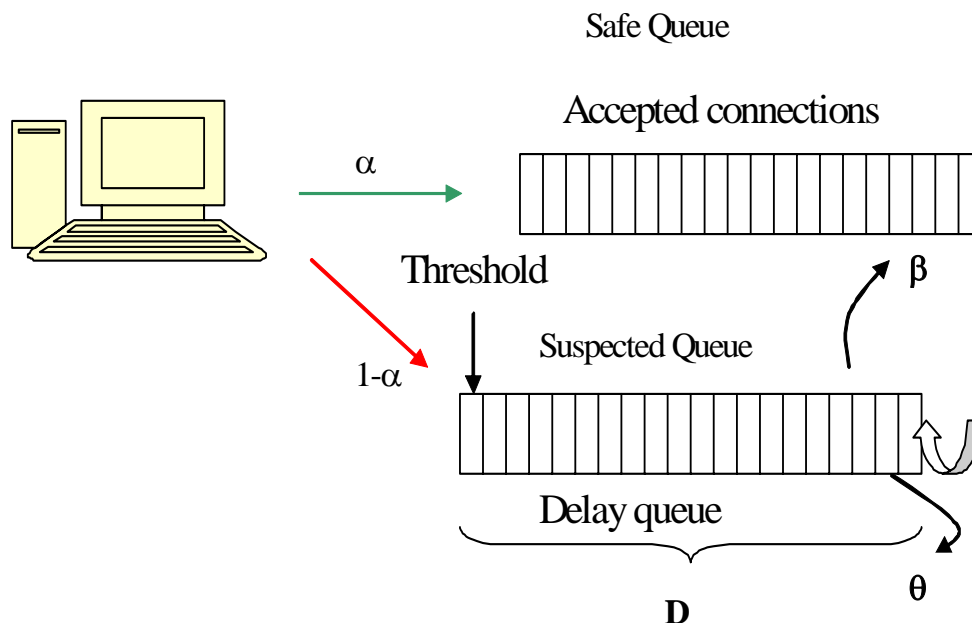 Safe Queue
Accepted connections
α
Threshold
β
Suspected Queue
1-α
Delay queue
θ
D